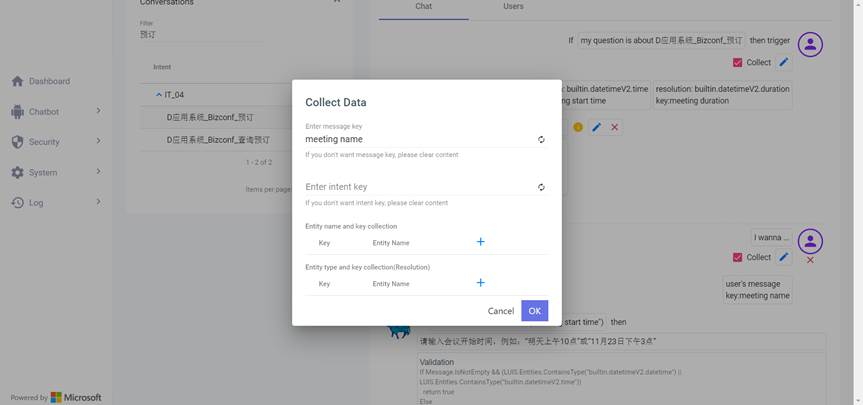 Conversations
Filter
预订
Intent
IT_04
D应用系统_Bizconf_预订
D应用系统_Bizconf_查询预订
1 - 2 of 2
Items per page
Dashboard
Chatbot
Security
System
Log
Powered by Microsoft
Chat
Users
If my question is about D应用系统_Bizconf_预订 then trigger
Collect
: builtin.datetimeV2.time
ng start time
resolution: builtin.datetimeV2.duration
key:meeting duration
I wanna ...
Collect
user's message
key:meeting name
start time") then
请输入会议开始时间，例如："明天上午10点"或"11月23日下午3点"
Validation
If Message.IsNotEmpty && (LUIS.Entities.ContainsType("builtin.datetimeV2.datetime") ||
LUIS.Entities.ContainsType("builtin.datetimeV2.time"))
return true
Else
Collect Data
Enter message key
meeting name
If you don't want message key, please clear content
Enter intent key
If you don't want intent key, please clear content
Entity name and key collection
Key Entity Name
Entity type and key collection(Resolution)
Key Entity Name
Cancel OK